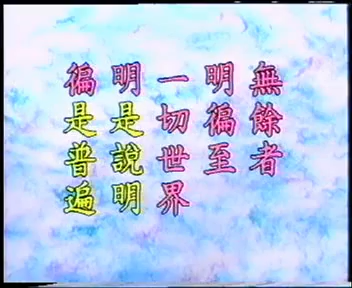 無餘者
明徧至
一切世界
明是說明
徧是普遍